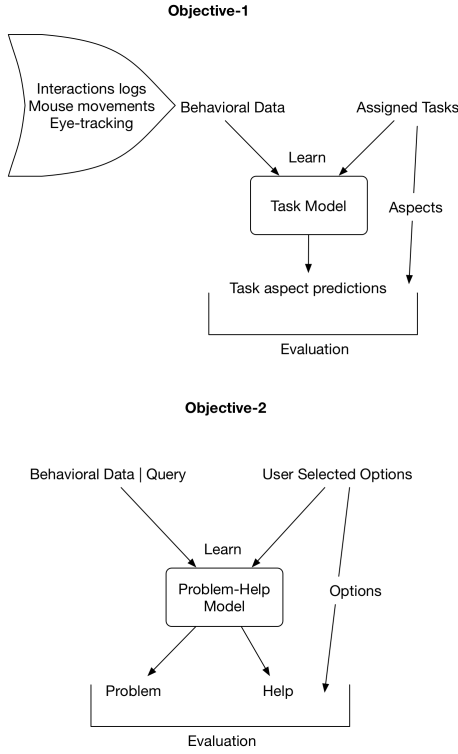 Objective-1
Interactions logs
Mouse movements
Eye-tracking
Behavioral Data
Assigned Tasks
Learn
Task Model
Aspects
Task aspect predictions
Evaluation
Objective-2
Behavioral Data | Query
User Selected Options
Learn
Problem-Help
Model
Options
Problem
Help
Evaluation